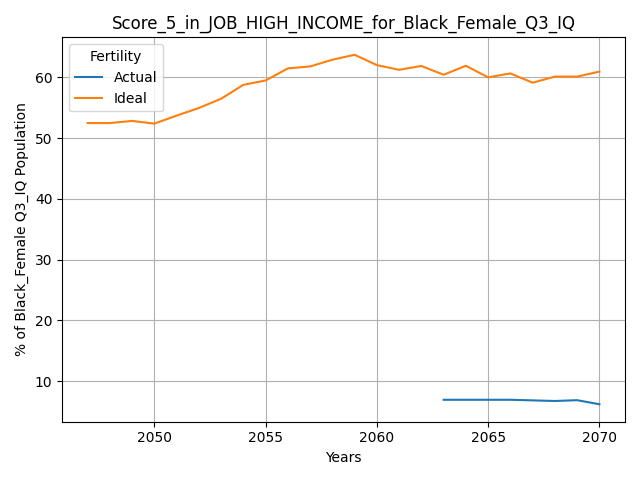 Score_5_in_JOB_HIGH_INCOME_for_Black_Female_Q3_IQ
Fertility
Actual
Ideal
% of Black_Female Q3_IQ Population
60
50
40
30
20
10
2050 2055 2060 2065 2070
Years